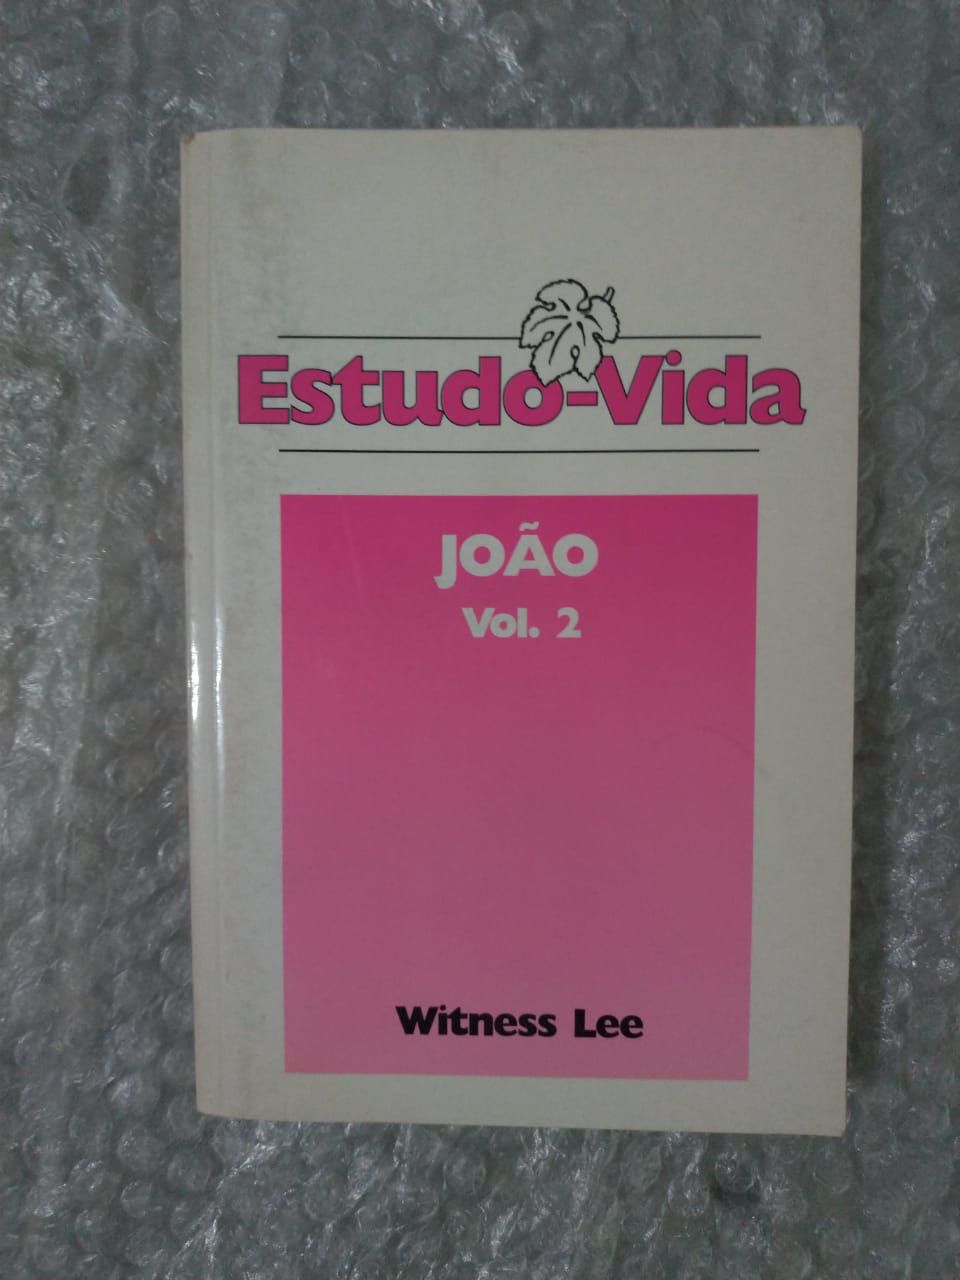 Estudo-Vida
JOÃO
Vol. 2
Witness Lee